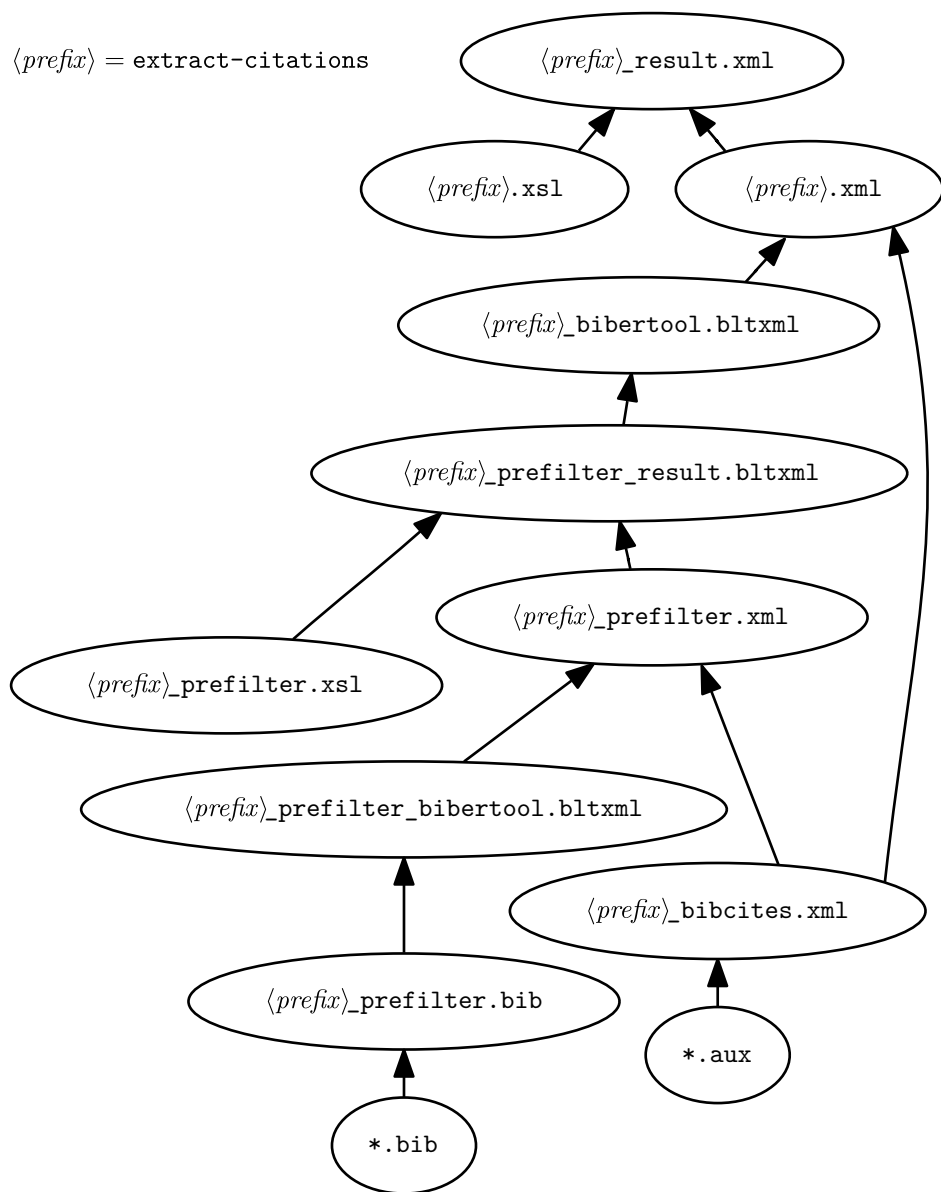 ⟨prefix⟩ = extract-citations
⟨prefix⟩_result.xml
⟨prefix⟩.xsl
⟨prefix⟩.xml
⟨prefix⟩_bibertool.bltxml
⟨prefix⟩_prefilter_result.bltxml
⟨prefix⟩_prefilter.xml
⟨prefix⟩_prefilter.xsl
⟨prefix⟩_prefilter_bibertool.bltxml
⟨prefix⟩_bibcites.xml
⟨prefix⟩_prefilter.bib
*.aux
*.bib